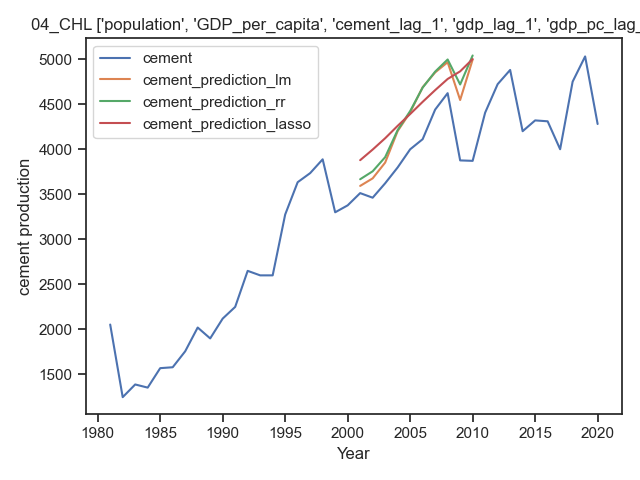 04_CHL ['population', 'GDP_per_capita', 'cement_lag_1', 'gdp_lag_1', 'gdp_pc_lag_
cement
cement_prediction_lm
cement_prediction_rr
cement_prediction_lasso
cement production
5000
4500
4000
3500
3000
2500
2000
1500
1980 1985 1990 1995 2000 2005 2010 2015 2020
Year